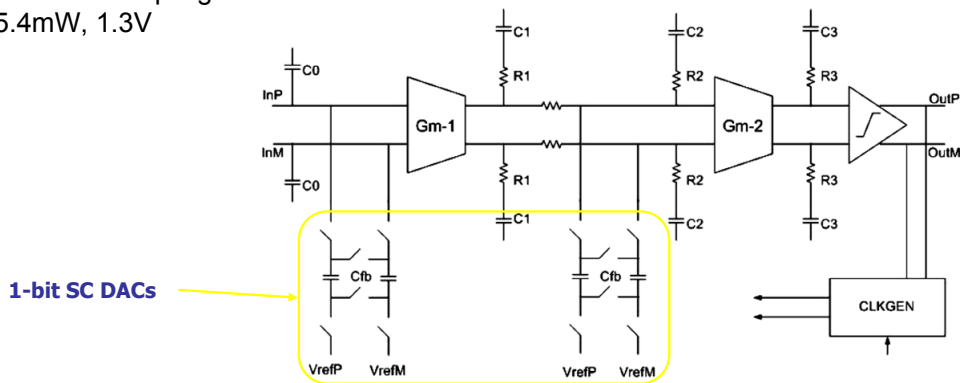 5.4mW, 1.3V
C1
C2
C3
C0
R1
R2
R3
InP
OutP
Gm-1
Gm-2
InM
OutM
C0
R1
R2
R3
C1
C2
C3
Cfb
Cfb
1-bit SC DACs
CLKGEN
VrefP VrefM
VrefP VrefM